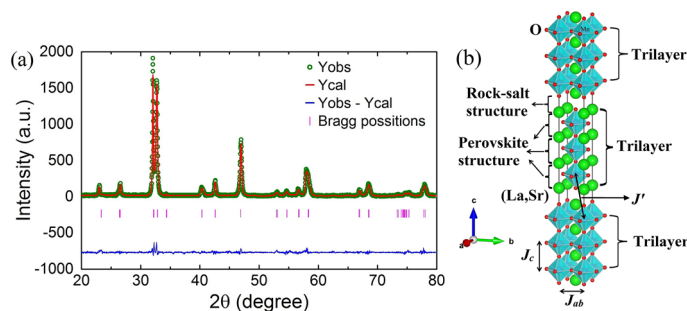 (a)
Intensity (a.u.)
2000
1500
1000
500
0
-500
-1000
20 30 40 50 60 70 80
2θ (degree)
Yobs
Ycal
Yobs - Ycal
Bragg possitions
(b)
O
Mn
Trilayer
Rock-salt
structure
Perovskite
structure
Trilayer
(La,Sr)
J'
c
a
b
Jc
Trilayer
Jab